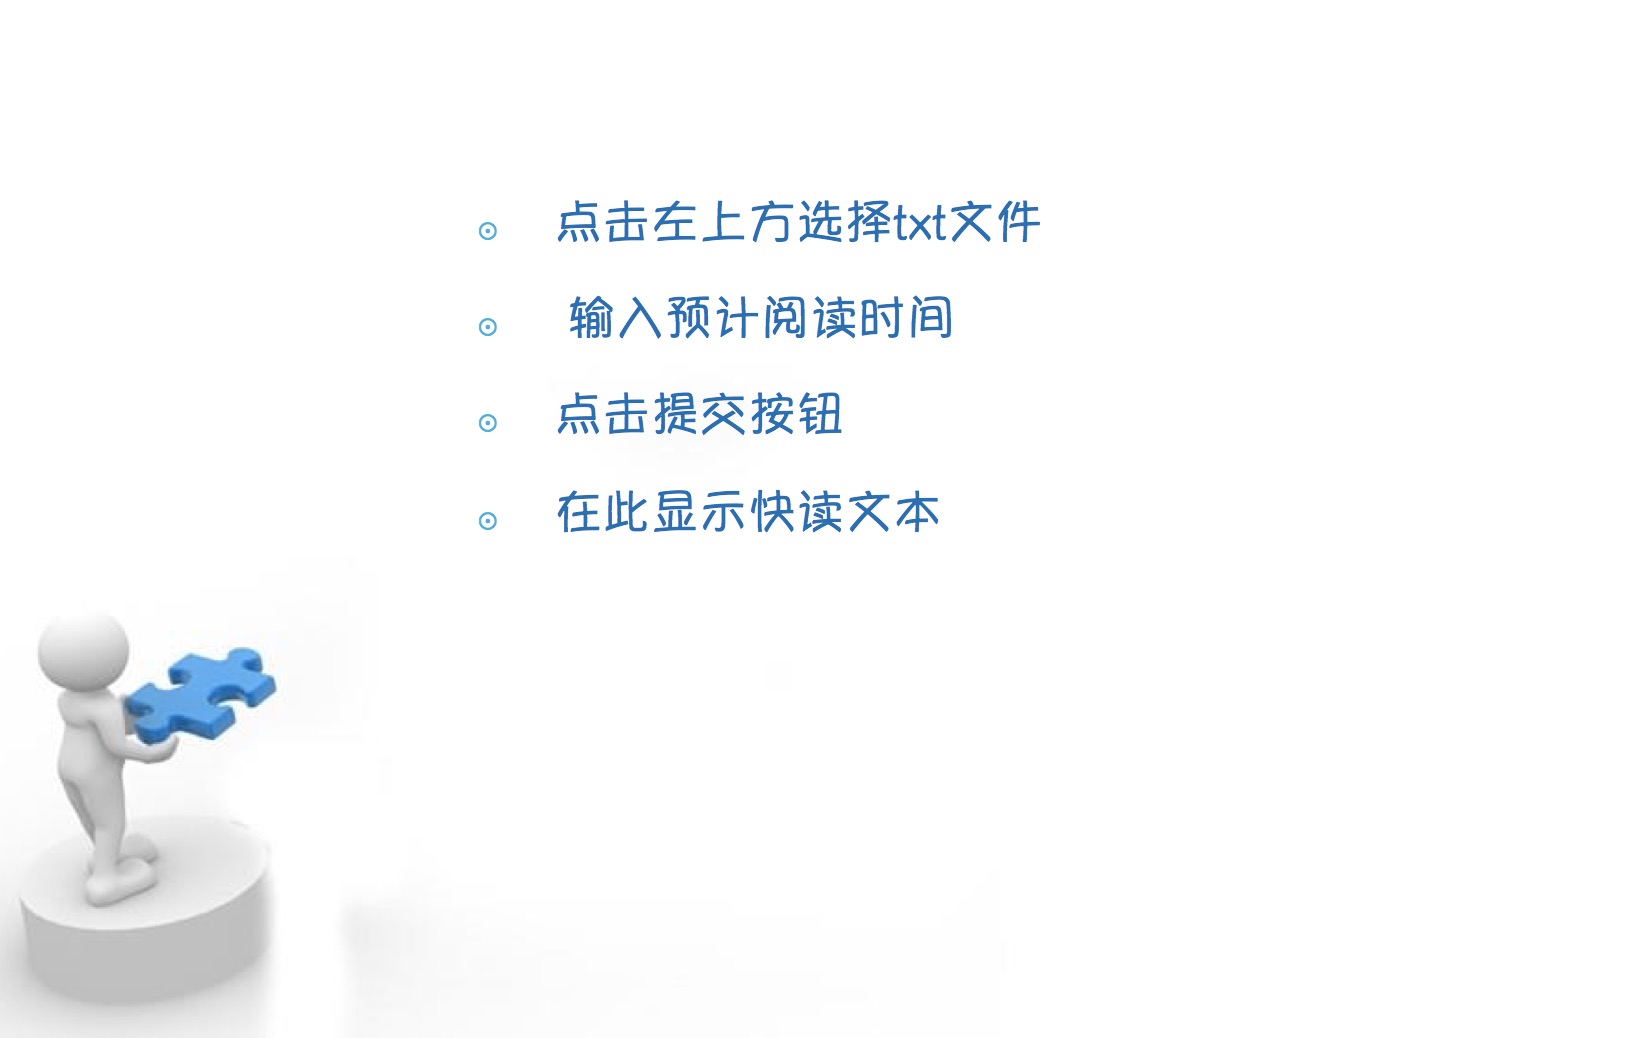 点击左上方选择txt文件
输入预计阅读时间
点击提交按钮
在此显示快读文本